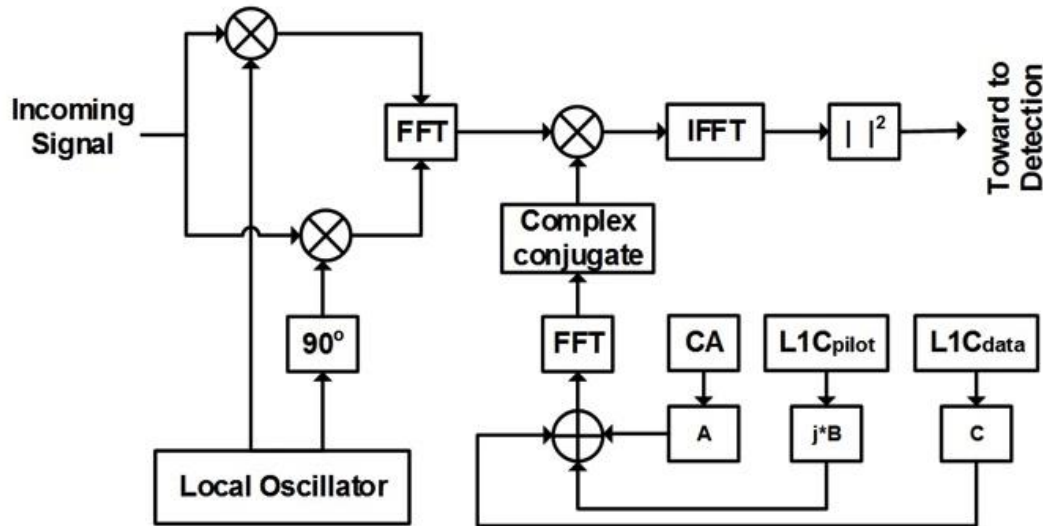 Incoming
Signal
FFT
IFFT
| |²
Toward to
Detection
Complex
conjugate
90°
FFT
CA
L1Cpilot
L1Cdata
A
j*B
C
Local Oscillator